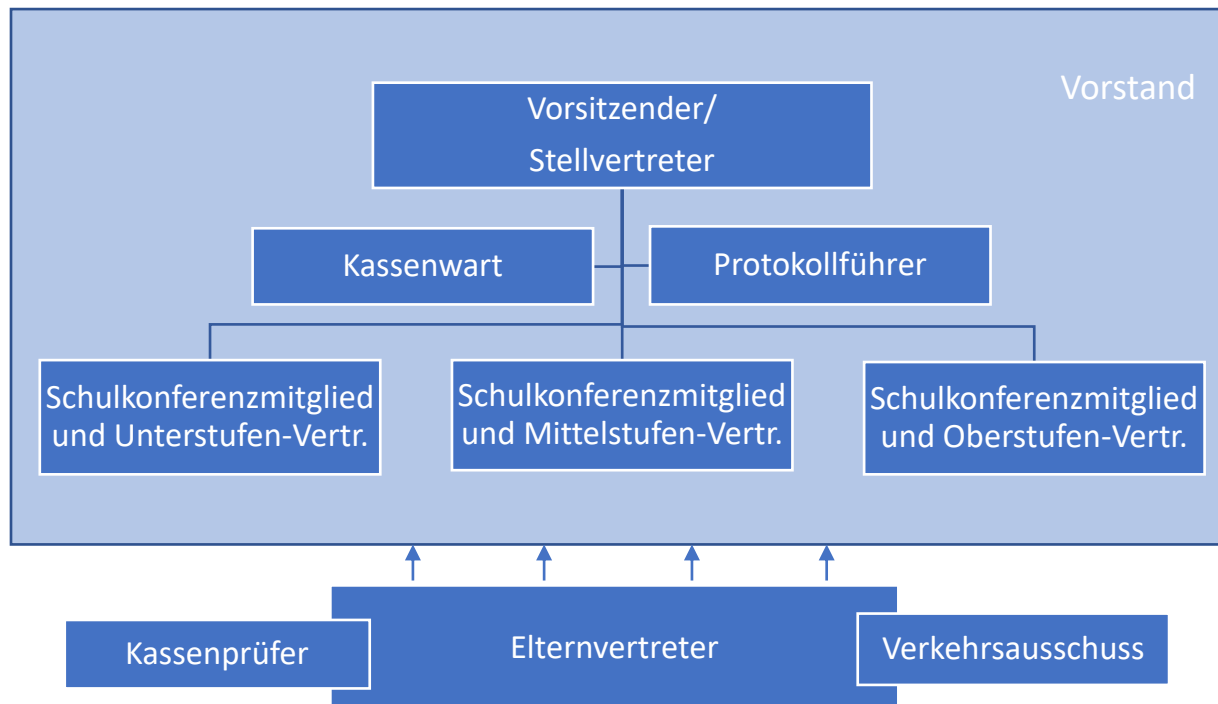 Vorstand
Vorsitzender/
Stellvertreter
Kassenwart
Protokollführer
Schulkonferenzmitglied
und Unterstufen-Vertr.
Schulkonferenzmitglied
und Mittelstufen-Vertr.
Schulkonferenzmitglied
und Oberstufen-Vertr.
Kassenprüfer
Elternvertreter
Verkehrsausschuss